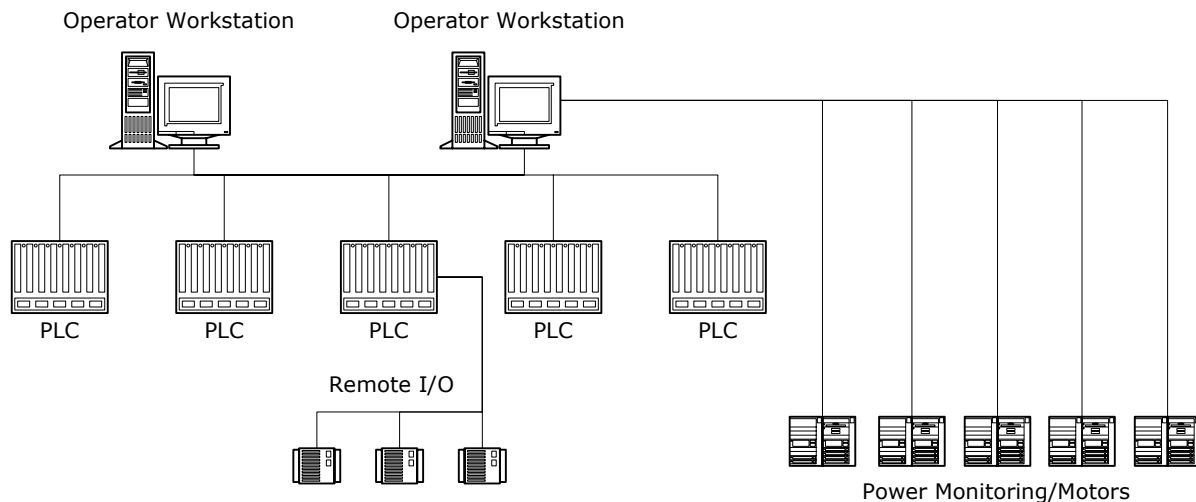 Operator Workstation
Operator Workstation
PLC
PLC
PLC
PLC
PLC
Remote I/O
Power Monitoring/Motors